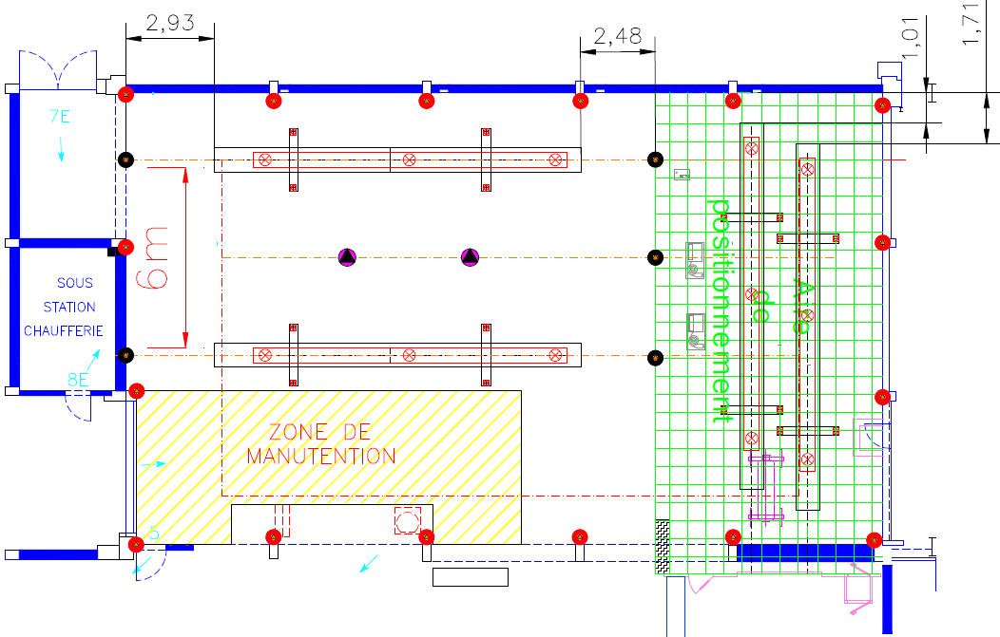 2,93
2,48
1,01
1,71
7E
6m
SOUS
STATION
CHAUFFERIE
8E
Aire
de
positionnement
ZONE DE
MANUTENTION
5